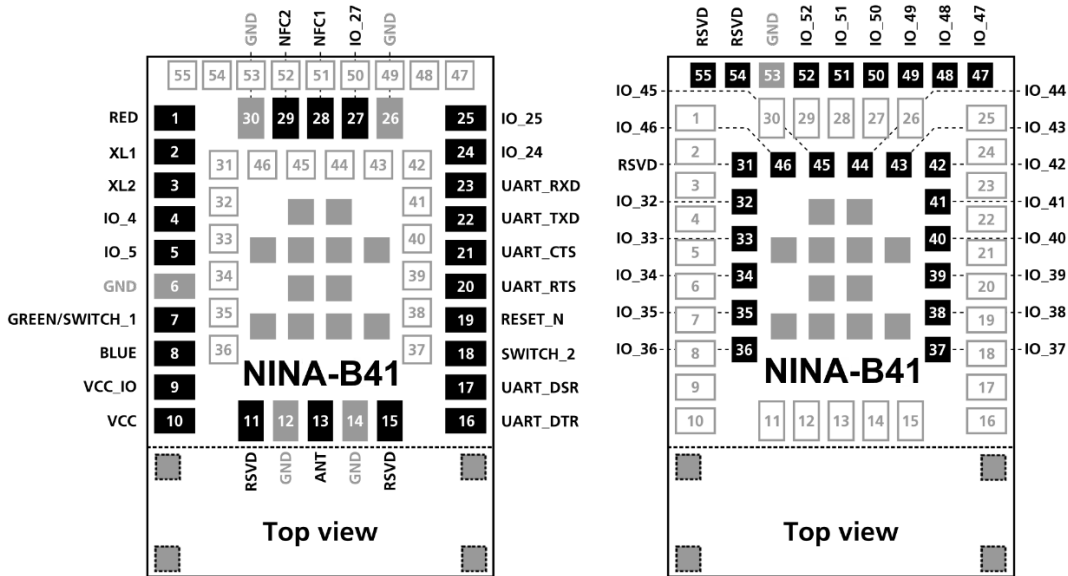 GND NFC2 NFC1 IO_27 GND
55 54 53 52 51 50 49 48 47
RED 1 30 29 28 27 26 25 IO_25
XL1 2 31 46 45 44 43 42 24 IO_24
XL2 3 32 41 23 UART_RXD
IO_4 4 33 40 22 UART_TXD
IO_5 5 34 39 21 UART_CTS
GND 6 35 38 20 UART_RTS
GREEN/SWITCH_1 7 36 37 19 RESET_N
BLUE 8 18 SWITCH_2
NINA-B41
VCC_IO 9 17 UART_DSR
VCC 10 11 12 13 14 15 16 UART_DTR
RSVD GND ANT GND RSVD
Top view
RSVD RSVD GND IO_52 IO_51 IO_50 IO_49 IO_48 IO_47
55 54 53 52 51 50 49 48 47
IO_45 IO_44
1 30 29 28 27 26 25
IO_46 IO_43
2 24
RSVD 31 46 45 44 43 42 IO_42
3 23
IO_32 32 41 IO_41
4 22
IO_33 33 40 IO_40
5 21
IO_34 34 39 IO_39
6 20
IO_35 35 38 IO_38
7 19
IO_36 36 37 IO_37
8 18
NINA-B41
9 17
10 11 12 13 14 15 16
Top view